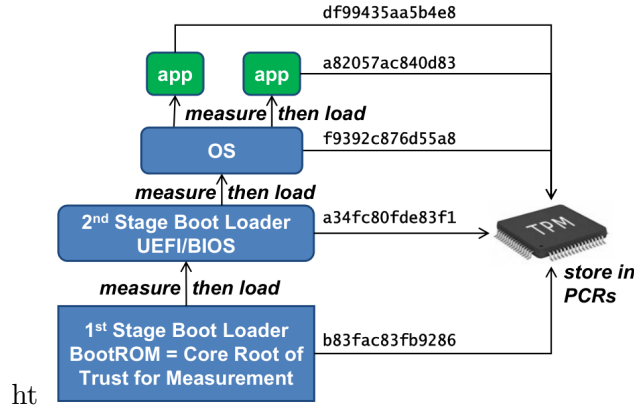 df99435aa5b4e8
app
app
a82057ac840d83
measure then load
OS
f9392c876d55a8
measure then load
2nd Stage Boot Loader
UEFI/BIOS
a34fc80fde83f1
TPM
measure then load
store in
PCRs
1st Stage Boot Loader
BootROM = Core Root of
Trust for Measurement
b83fac83fb9286
ht